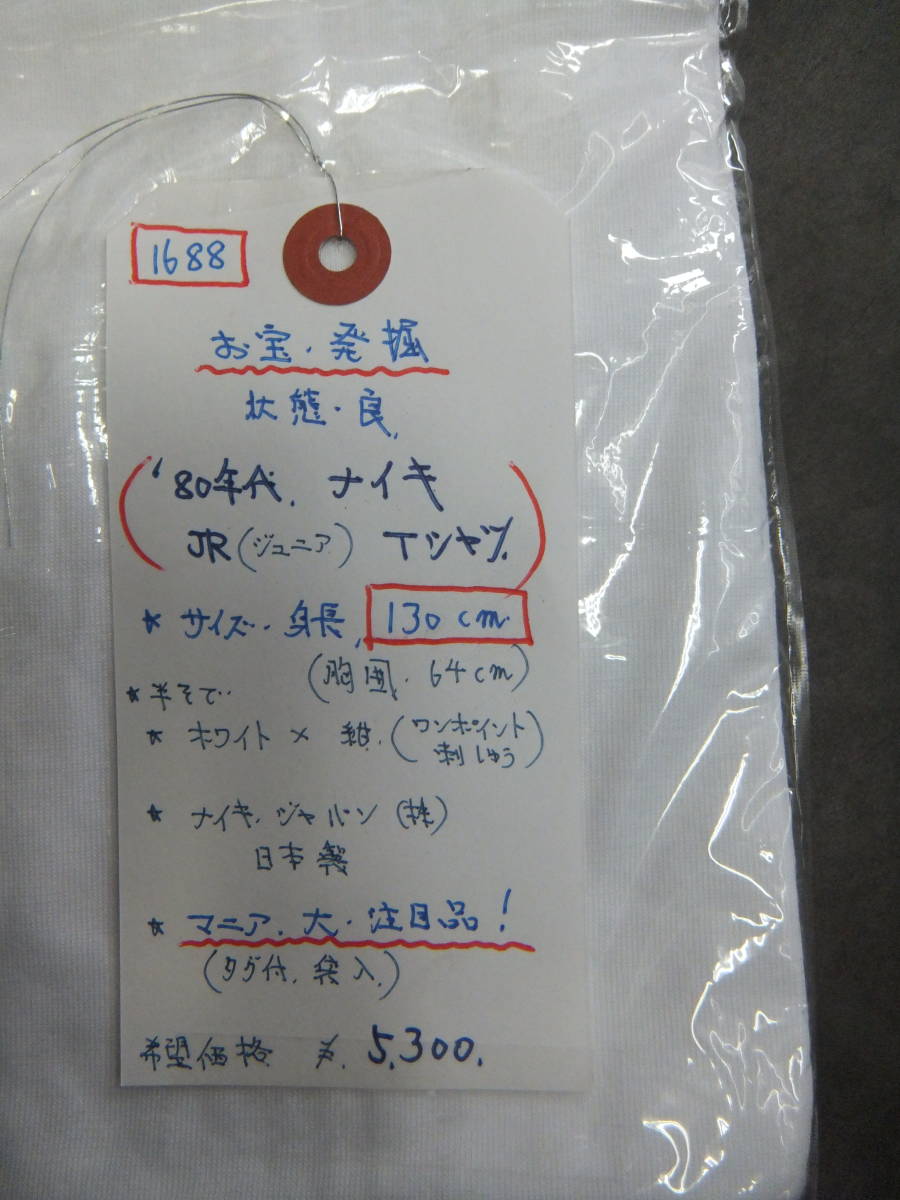 1688
お宝・発掘
状態・良、
'80年代、ナイキ
JR(ジュニア) Tシャツ、
★ サイズ・身長、130cm
(胸囲、64cm)
★ 半そで、
★ ホワイト × 紺、(ワンポイント
刺しゅう)
★ ナイキ、ジャパン (株)
日本製
★ マニア、大・注目品!
(タグ付、袋入、)
希望価格 ¥. 5,300.